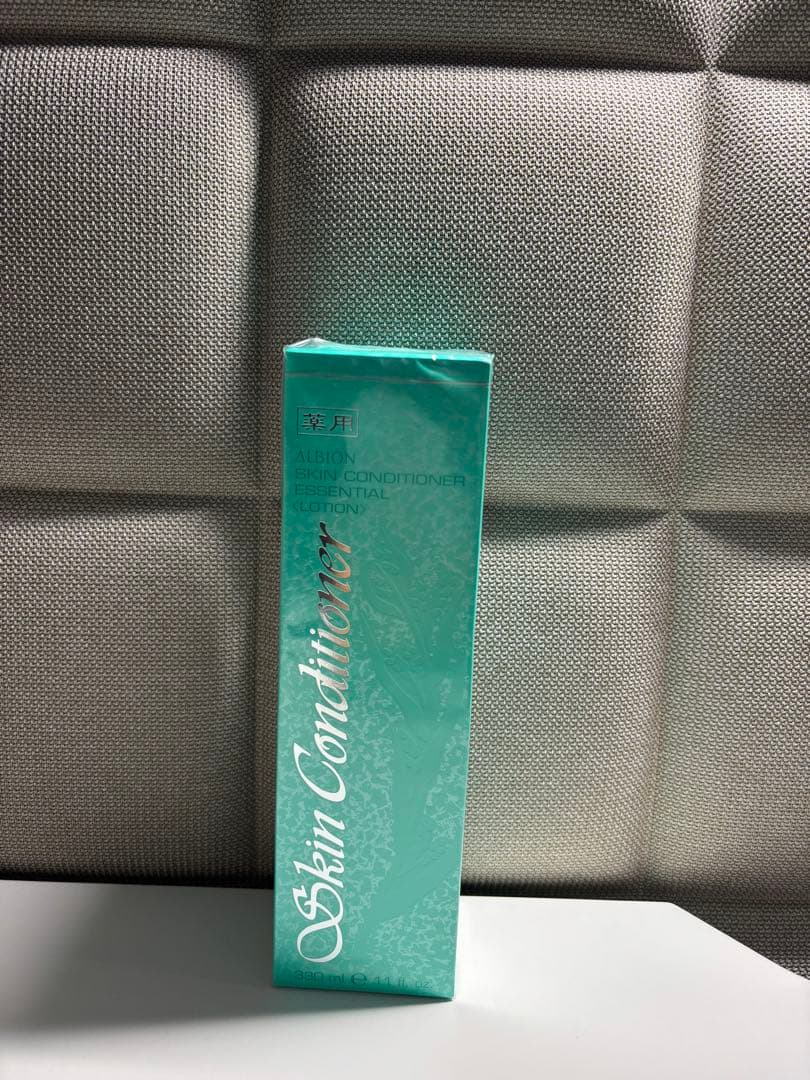 薬用
ALBION
SKIN CONDITIONER
ESSENTIAL
〈LOTION〉
Skin Conditioner
330 ml ℮ 11 fl. oz.